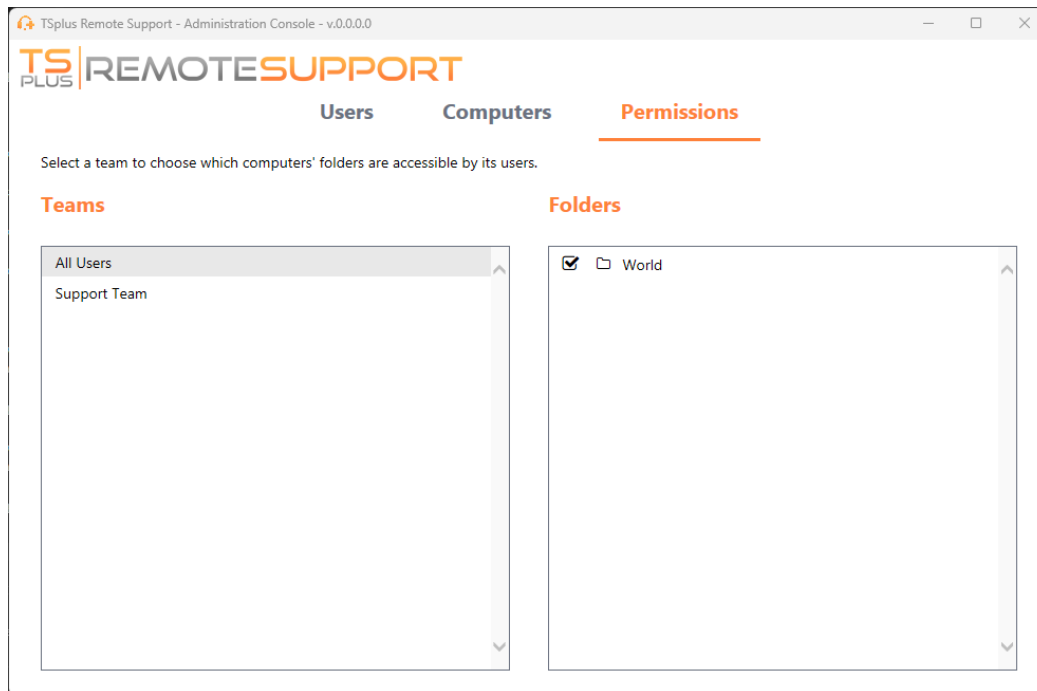 TSplus Remote Support - Administration Console - v.0.0.0.0
TS PLUS REMOTESUPPORT
Users Computers Permissions
Select a team to choose which computers' folders are accessible by its users.
Teams
All Users
Support Team
Folders
World